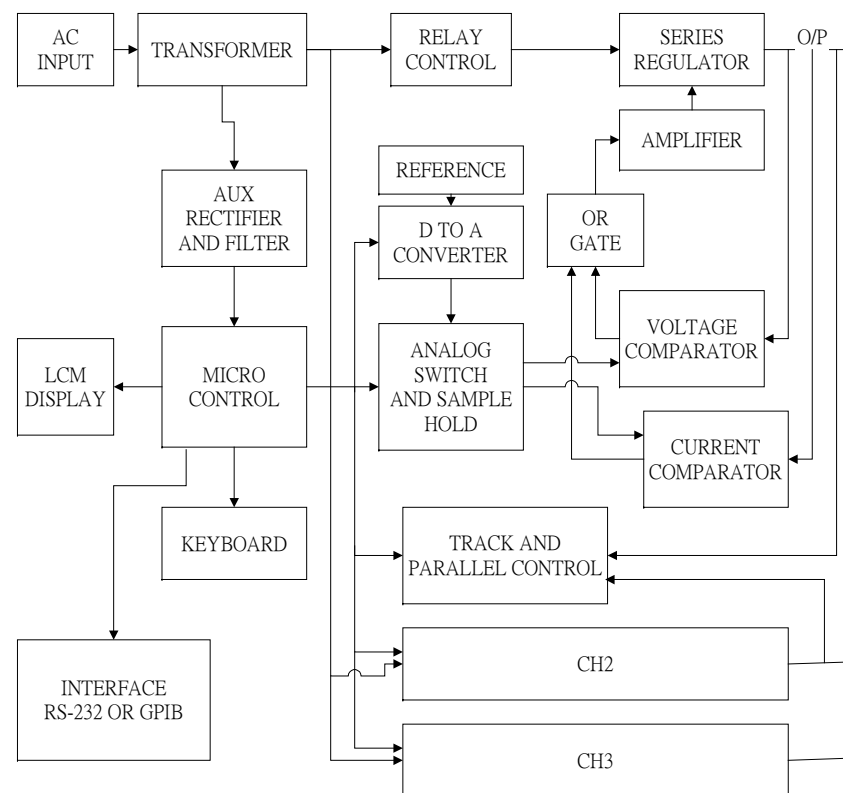 AC
INPUT
TRANSFORMER
RELAY
CONTROL
SERIES
REGULATOR
O/P
AMPLIFIER
REFERENCE
AUX
RECTIFIER
AND FILTER
D TO A
CONVERTER
OR
GATE
LCM
DISPLAY
MICRO
CONTROL
ANALOG
SWITCH
AND SAMPLE
HOLD
VOLTAGE
COMPARATOR
CURRENT
COMPARATOR
KEYBOARD
TRACK AND
PARALLEL CONTROL
INTERFACE
RS-232 OR GPIB
CH2
CH3